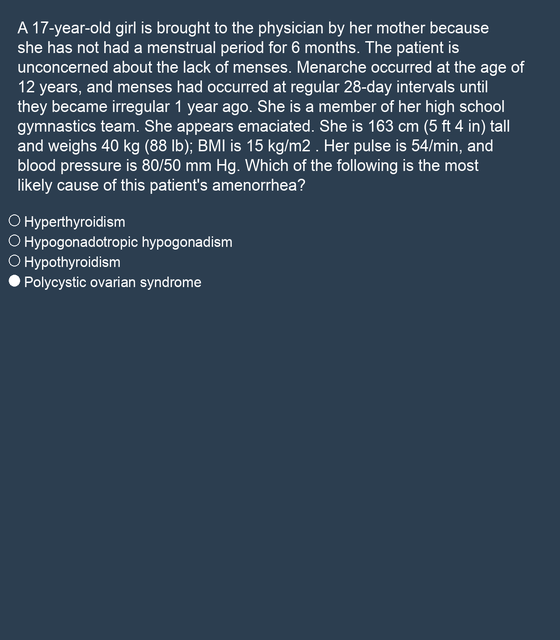 A 17-year-old girl is brought to the physician by her mother because
she has not had a menstrual period for 6 months. The patient is
unconcerned about the lack of menses. Menarche occurred at the age of
12 years, and menses had occurred at regular 28-day intervals until
they became irregular 1 year ago. She is a member of her high school
gymnastics team. She appears emaciated. She is 163 cm (5 ft 4 in) tall
and weighs 40 kg (88 lb); BMI is 15 kg/m2 . Her pulse is 54/min, and
blood pressure is 80/50 mm Hg. Which of the following is the most
likely cause of this patient's amenorrhea?
Hyperthyroidism
Hypogonadotropic hypogonadism
Hypothyroidism
Polycystic ovarian syndrome